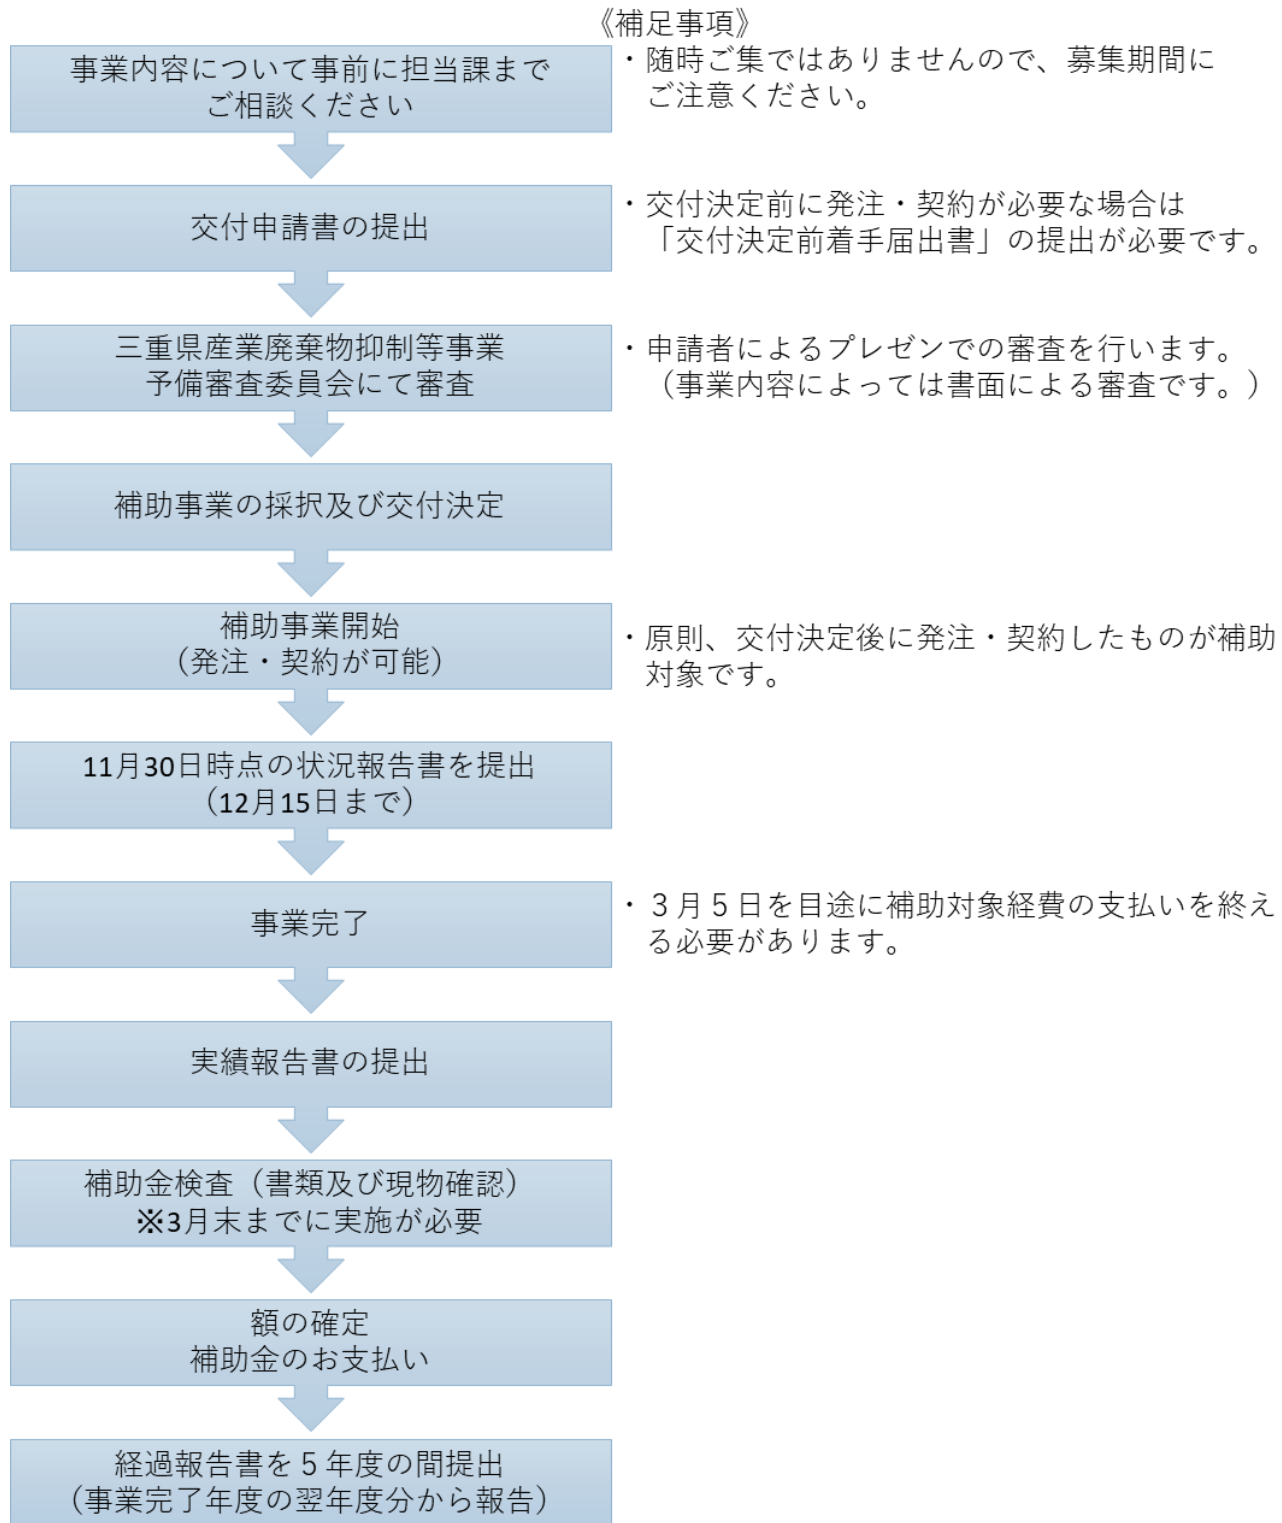 《補足事項》
事業内容について事前に担当課まで
ご相談ください
・随時ご集ではありませんので、募集期間に
ご注意ください。
交付申請書の提出
・交付決定前に発注・契約が必要な場合は
「交付決定前着手届出書」の提出が必要です。
三重県産業廃棄物抑制等事業
予備審査委員会にて審査
・申請者によるプレゼンでの審査を行います。
（事業内容によっては書面による審査です。）
補助事業の採択及び交付決定
補助事業開始
（発注・契約が可能）
・原則、交付決定後に発注・契約したものが補助
対象です。
11月30日時点の状況報告書を提出
（12月15日まで）
事業完了
・３月５日を目途に補助対象経費の支払いを終え
る必要があります。
実績報告書の提出
補助金検査（書類及び現物確認）
※3月末までに実施が必要
額の確定
補助金のお支払い
経過報告書を５年度の間提出
（事業完了年度の翌年度分から報告）